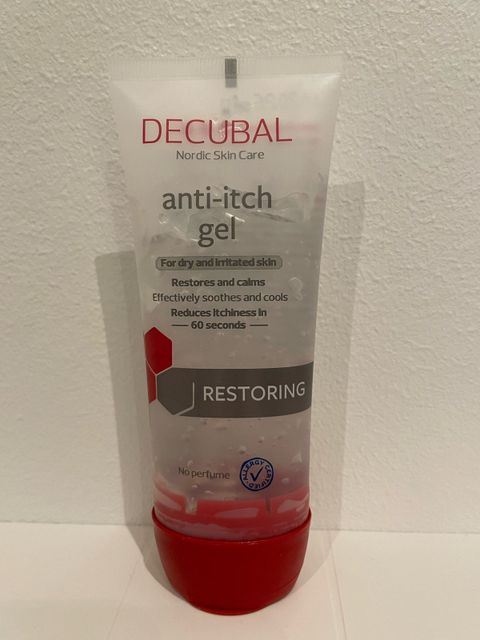 DECUBAL
Nordic Skin Care
anti-itch
gel
For dry and irritated skin
Restores and calms
Effectively soothes and cools
Reduces itchiness in
60 seconds
RESTORING
No perfume
ALLERGY CERTIFIED